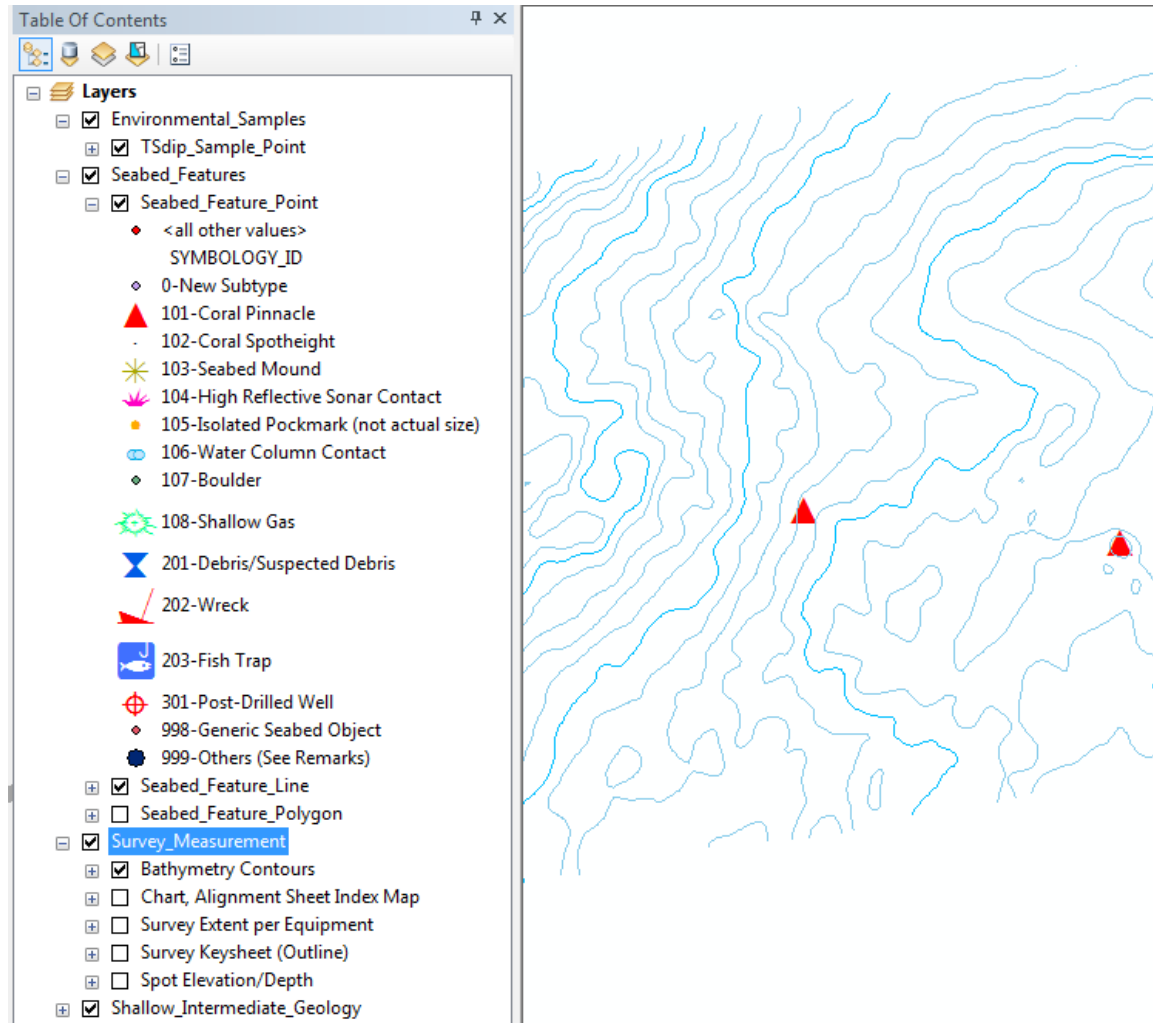 Table Of Contents
Layers
Environmental_Samples
TSdip_Sample_Point
Seabed_Features
Seabed_Feature_Point
<all other values>
SYMBOLOGY_ID
0-New Subtype
101-Coral Pinnacle
102-Coral Spotheight
103-Seabed Mound
104-High Reflective Sonar Contact
105-Isolated Pockmark (not actual size)
106-Water Column Contact
107-Boulder
108-Shallow Gas
201-Debris/Suspected Debris
202-Wreck
203-Fish Trap
301-Post-Drilled Well
998-Generic Seabed Object
999-Others (See Remarks)
Seabed_Feature_Line
Seabed_Feature_Polygon
Survey_Measurement
Bathymetry Contours
Chart, Alignment Sheet Index Map
Survey Extent per Equipment
Survey Keysheet (Outline)
Spot Elevation/Depth
Shallow_Intermediate_Geology